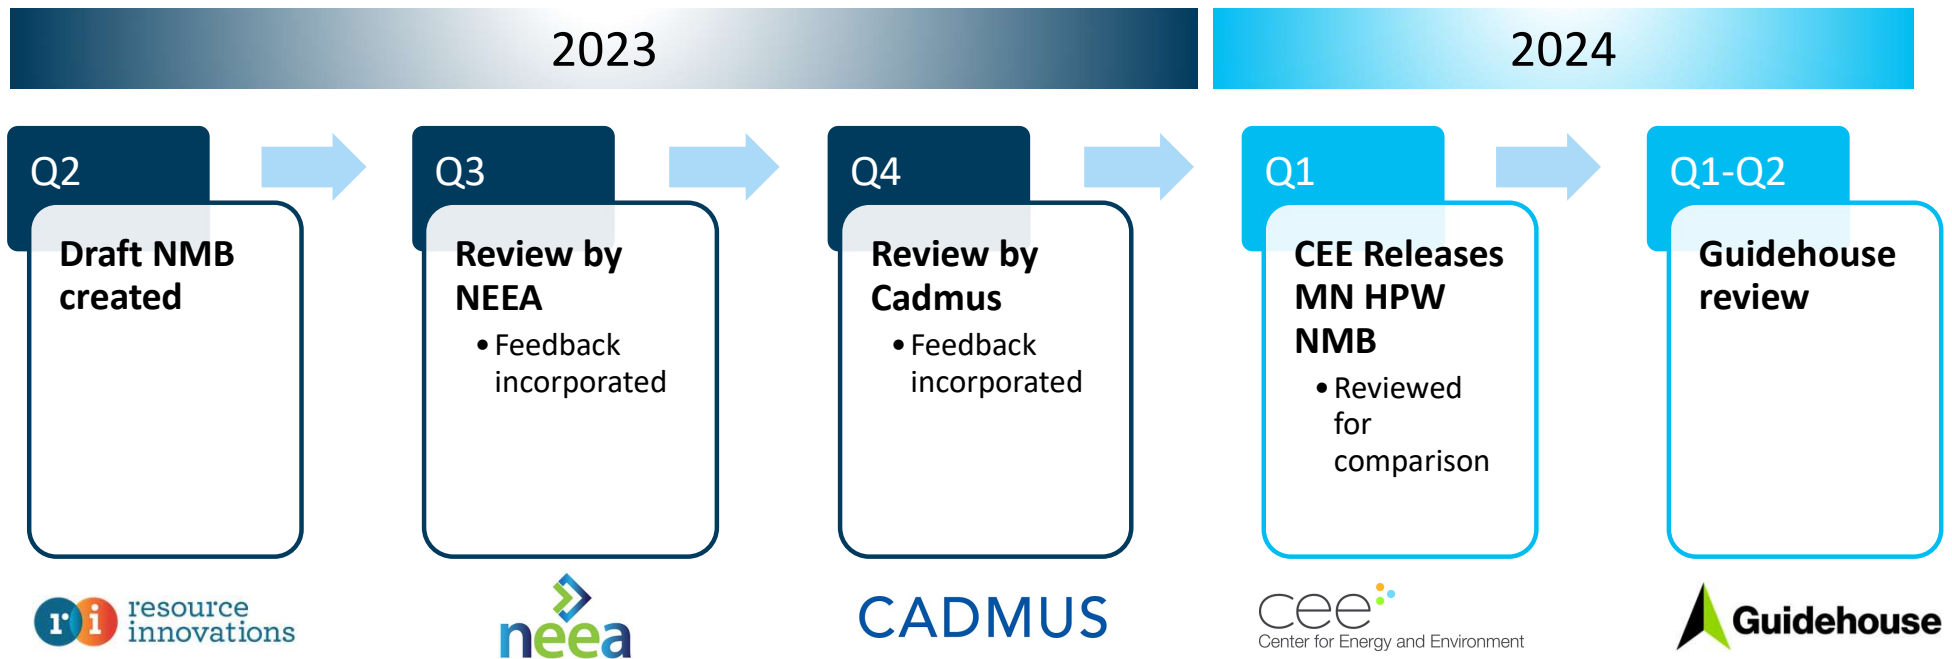 2023
2024
Q2
Draft NMB
created
Q3
Review by
NEEA
• Feedback
incorporated
Q4
Review by
Cadmus
• Feedback
incorporated
Q1
CEE Releases
MN HPW
NMB
• Reviewed
for
comparison
Q1-Q2
Guidehouse
review
ri resource
innovations
neea
CADMUS
cee
Center for Energy and Environment
Guidehouse